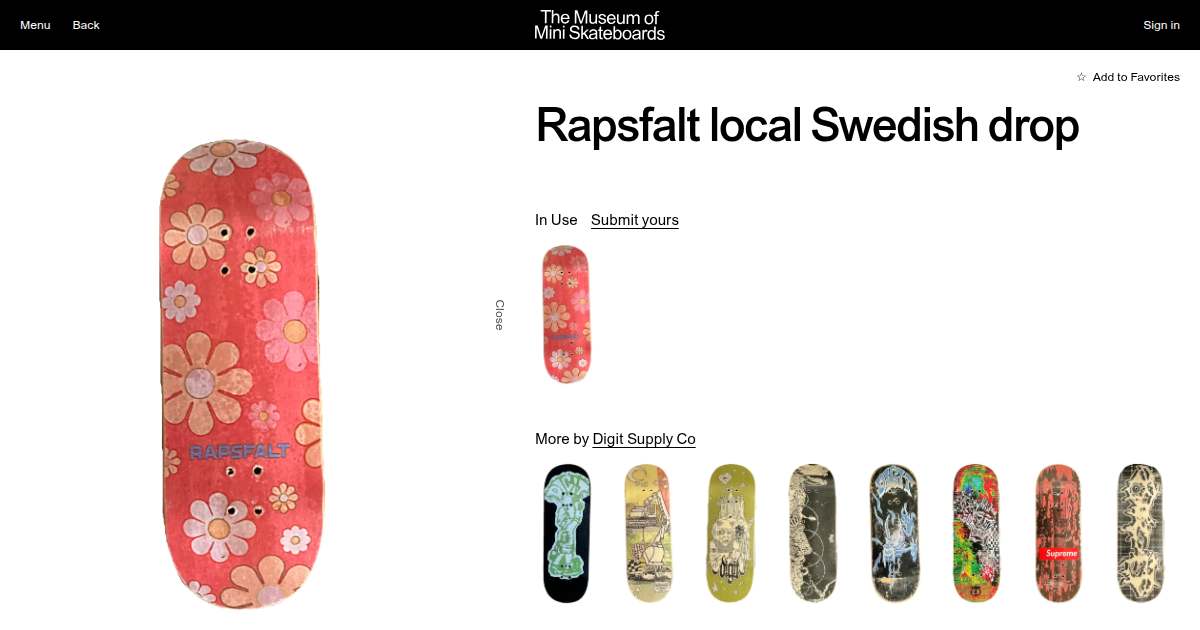 Menu Back
The Museum of
Mini Skateboards
Sign in
☆ Add to Favorites
Rapsfalt local Swedish drop
In Use Submit yours
Close
RAPSFALT
More by Digit Supply Co
Supreme